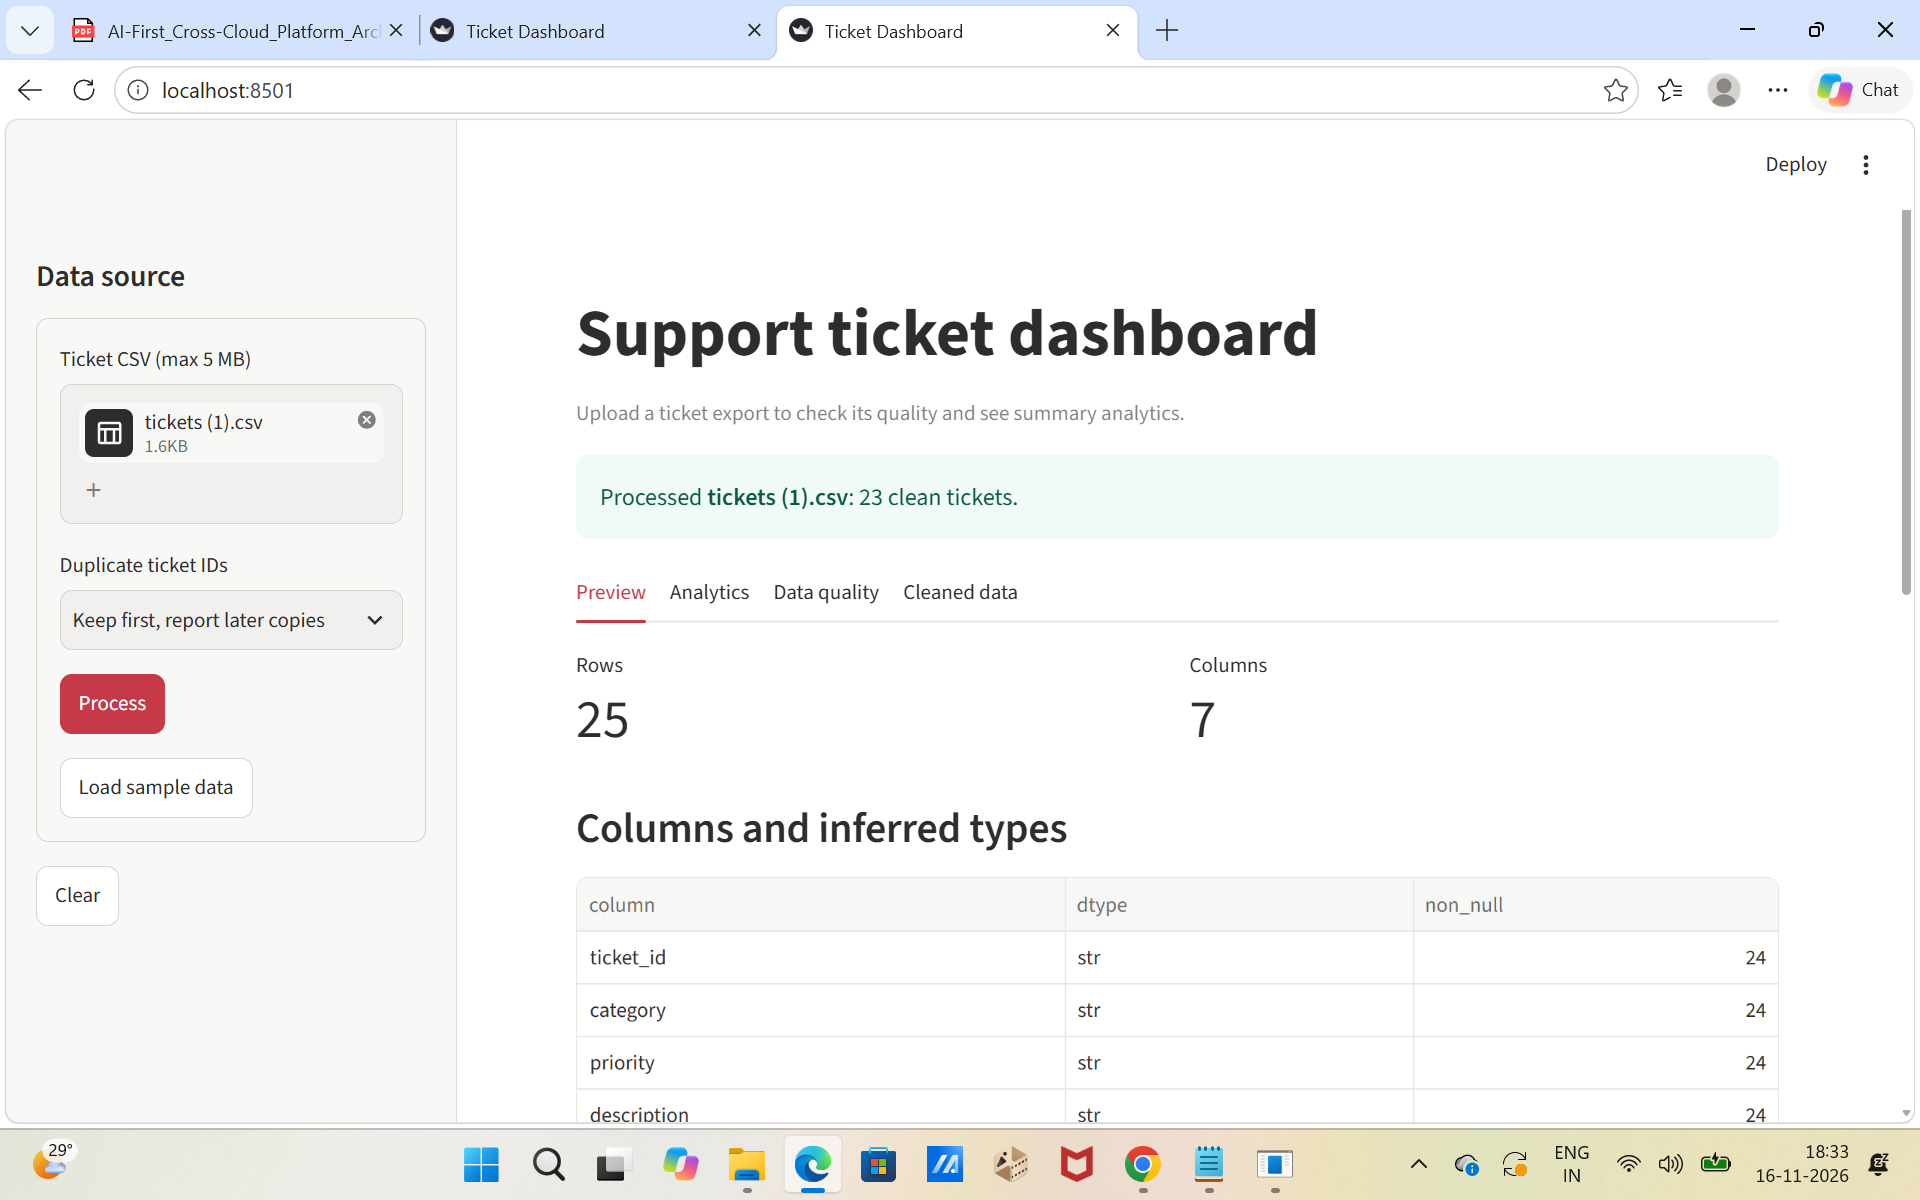 AI-First_Cross-Cloud_Platform_Arc
Ticket Dashboard
Ticket Dashboard
localhost:8501
Chat
Deploy
Data source
Ticket CSV (max 5 MB)
tickets (1).csv
1.6KB
Duplicate ticket IDs
Keep first, report later copies
Process
Load sample data
Clear
Support ticket dashboard
Upload a ticket export to check its quality and see summary analytics.
Processed tickets (1).csv: 23 clean tickets.
Preview Analytics Data quality Cleaned data
Rows Columns
25 7
Columns and inferred types
column dtype non_null
ticket_id str 24
category str 24
priority str 24
description str 24
29°
ENG
IN
18:33
16-11-2026